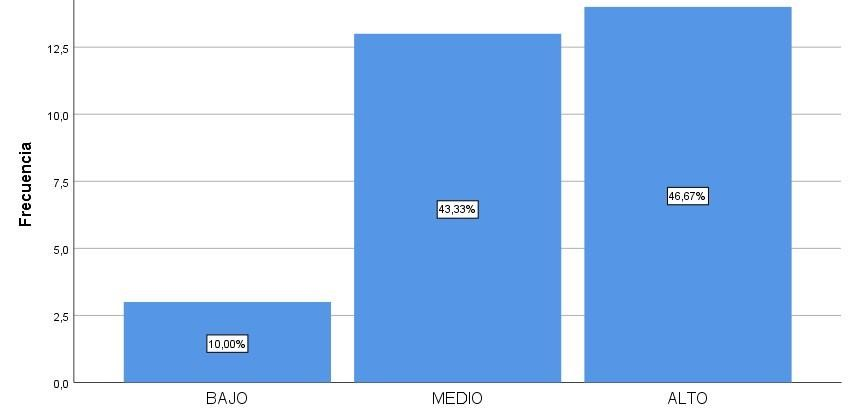 Frecuencia
12,5
10,0
7,5
5,0
2,5
0,0
10,00%
43,33%
46,67%
BAJO
MEDIO
ALTO